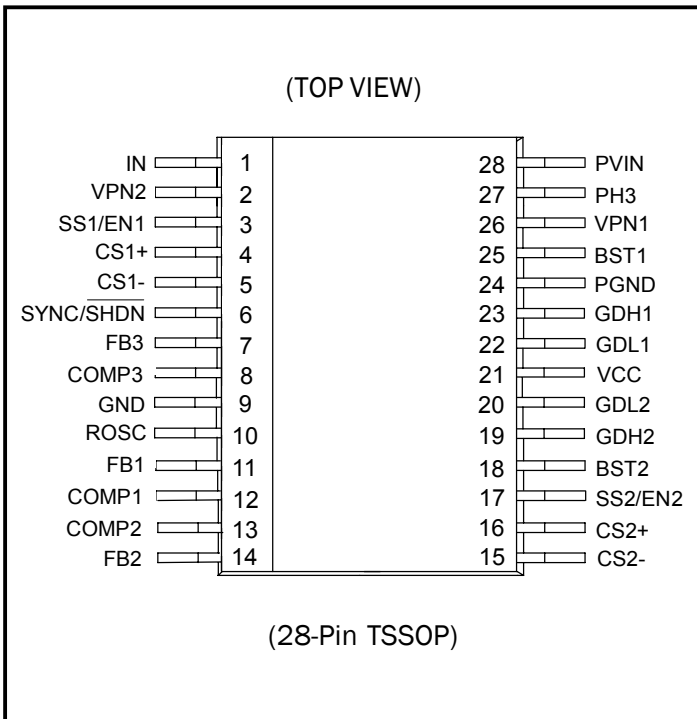 (TOP VIEW)
IN 1 28 PVIN
VPN2 2 27 PH3
SS1/EN1 3 26 VPN1
CS1+ 4 25 BST1
CS1- 5 24 PGND
SYNC/SHDN 6 23 GDH1
FB3 7 22 GDL1
COMP3 8 21 VCC
GND 9 20 GDL2
ROSC 10 19 GDH2
FB1 11 18 BST2
COMP1 12 17 SS2/EN2
COMP2 13 16 CS2+
FB2 14 15 CS2-
(28-Pin TSSOP)